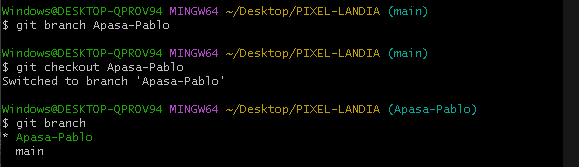 Windows@DESKTOP-QPROV94 MINGW64 ~/Desktop/PIXEL-LANDIA (main)
$ git branch Apasa-Pablo
Windows@DESKTOP-QPROV94 MINGW64 ~/Desktop/PIXEL-LANDIA (main)
$ git checkout Apasa-Pablo
Switched to branch 'Apasa-Pablo'
Windows@DESKTOP-QPROV94 MINGW64 ~/Desktop/PIXEL-LANDIA (Apasa-Pablo)
$ git branch
* Apasa-Pablo
  main